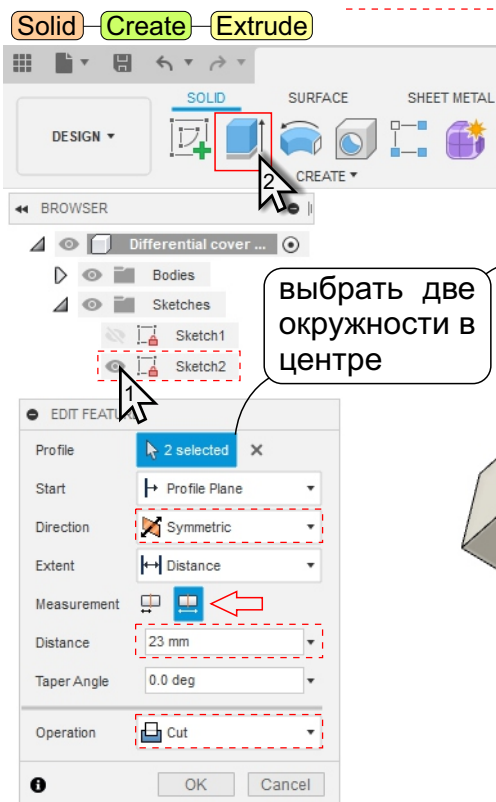 Solid Create Extrude
SOLID SURFACE SHEET METAL
DESIGN
2
CREATE
BROWSER
Differential cover ...
Bodies
выбрать две
Sketches
окружности в
Sketch1
центре
Sketch2
1
EDIT FEATU
Profile 2 selected
Start Profile Plane
Direction Symmetric
Extent Distance
Measurement
Distance 23 mm
Taper Angle 0.0 deg
Operation Cut
OK Cancel